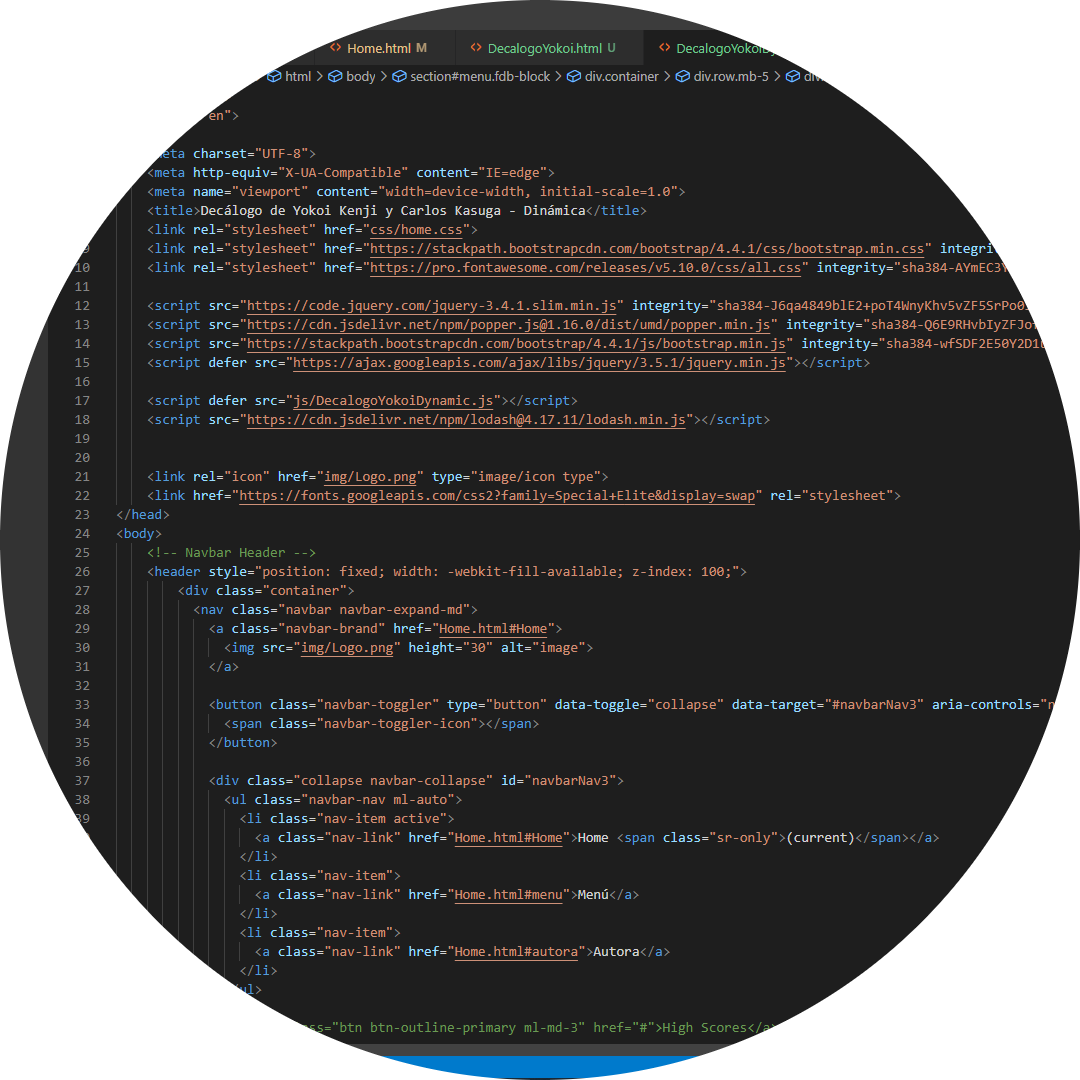 Home.html M DecalogoYokoi.html U DecalogoYokoi
html > body > section#menu.fdb-block > div.container > div.row.mb-5 >
en">
meta charset="UTF-8">
<meta http-equiv="X-UA-Compatible" content="IE=edge">
<meta name="viewport" content="width=device-width, initial-scale=1.0">
<title>Decálogo de Yokoi Kenji y Carlos Kasuga - Dinámica</title>
<link rel="stylesheet" href="css/home.css">
9 <link rel="stylesheet" href="https://stackpath.bootstrapcdn.com/bootstrap/4.4.1/css/bootstrap.min.css" integri
10 <link rel="stylesheet" href="https://pro.fontawesome.com/releases/v5.10.0/css/all.css" integrity="sha384-AYmEC3Y
11
12 <script src="https://code.jquery.com/jquery-3.4.1.slim.min.js" integrity="sha384-J6qa4849blE2+poT4WnyKhv5vZF5SrPo0
13 <script src="https://cdn.jsdelivr.net/npm/popper.js@1.16.0/dist/umd/popper.min.js" integrity="sha384-Q6E9RHvbIyZFJo
14 <script src="https://stackpath.bootstrapcdn.com/bootstrap/4.4.1/js/bootstrap.min.js" integrity="sha384-wfSDF2E50Y2D1
15 <script defer src="https://ajax.googleapis.com/ajax/libs/jquery/3.5.1/jquery.min.js"></script>
16
17 <script defer src="js/DecalogoYokoiDynamic.js"></script>
18 <script src="https://cdn.jsdelivr.net/npm/lodash@4.17.11/lodash.min.js"></script>
19
20
21 <link rel="icon" href="img/Logo.png" type="image/icon type">
22 <link href="https://fonts.googleapis.com/css2?family=Special+Elite&display=swap" rel="stylesheet">
23 </head>
24 <body>
25 <!-- Navbar Header -->
26 <header style="position: fixed; width: -webkit-fill-available; z-index: 100;">
27 <div class="container">
28 <nav class="navbar navbar-expand-md">
29 <a class="navbar-brand" href="Home.html#Home">
30 <img src="img/Logo.png" height="30" alt="image">
31 </a>
32
33 <button class="navbar-toggler" type="button" data-toggle="collapse" data-target="#navbarNav3" aria-controls="n
34 <span class="navbar-toggler-icon"></span>
35 </button>
36
37 <div class="collapse navbar-collapse" id="navbarNav3">
38 <ul class="navbar-nav ml-auto">
39 <li class="nav-item active">
<a class="nav-link" href="Home.html#Home">Home <span class="sr-only">(current)</span></a>
</li>
<li class="nav-item">
<a class="nav-link" href="Home.html#menu">Menú</a>
</li>
<li class="nav-item">
<a class="nav-link" href="Home.html#autora">Autora</a>
</li>
ul>
ss="btn btn-outline-primary ml-md-3" href="#">High Scores</a>